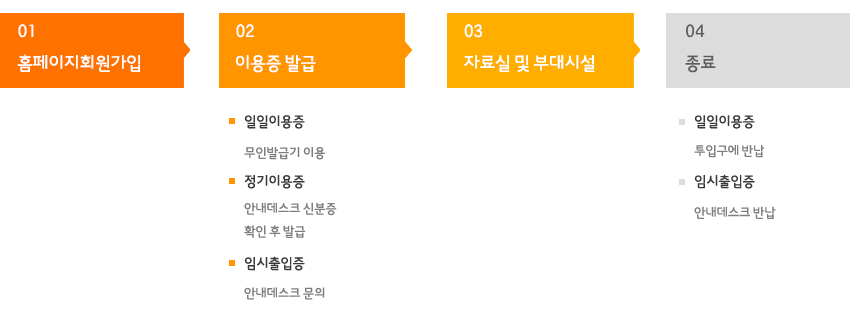 01
홈페이지회원가입
02
이용증 발급
일일이용증
무인발급기 이용
정기이용증
안내데스크 신분증
확인 후 발급
임시출입증
안내데스크 문의
03
자료실 및 부대시설
04
종료
일일이용증
투입구에 반납
임시출입증
안내데스크 반납